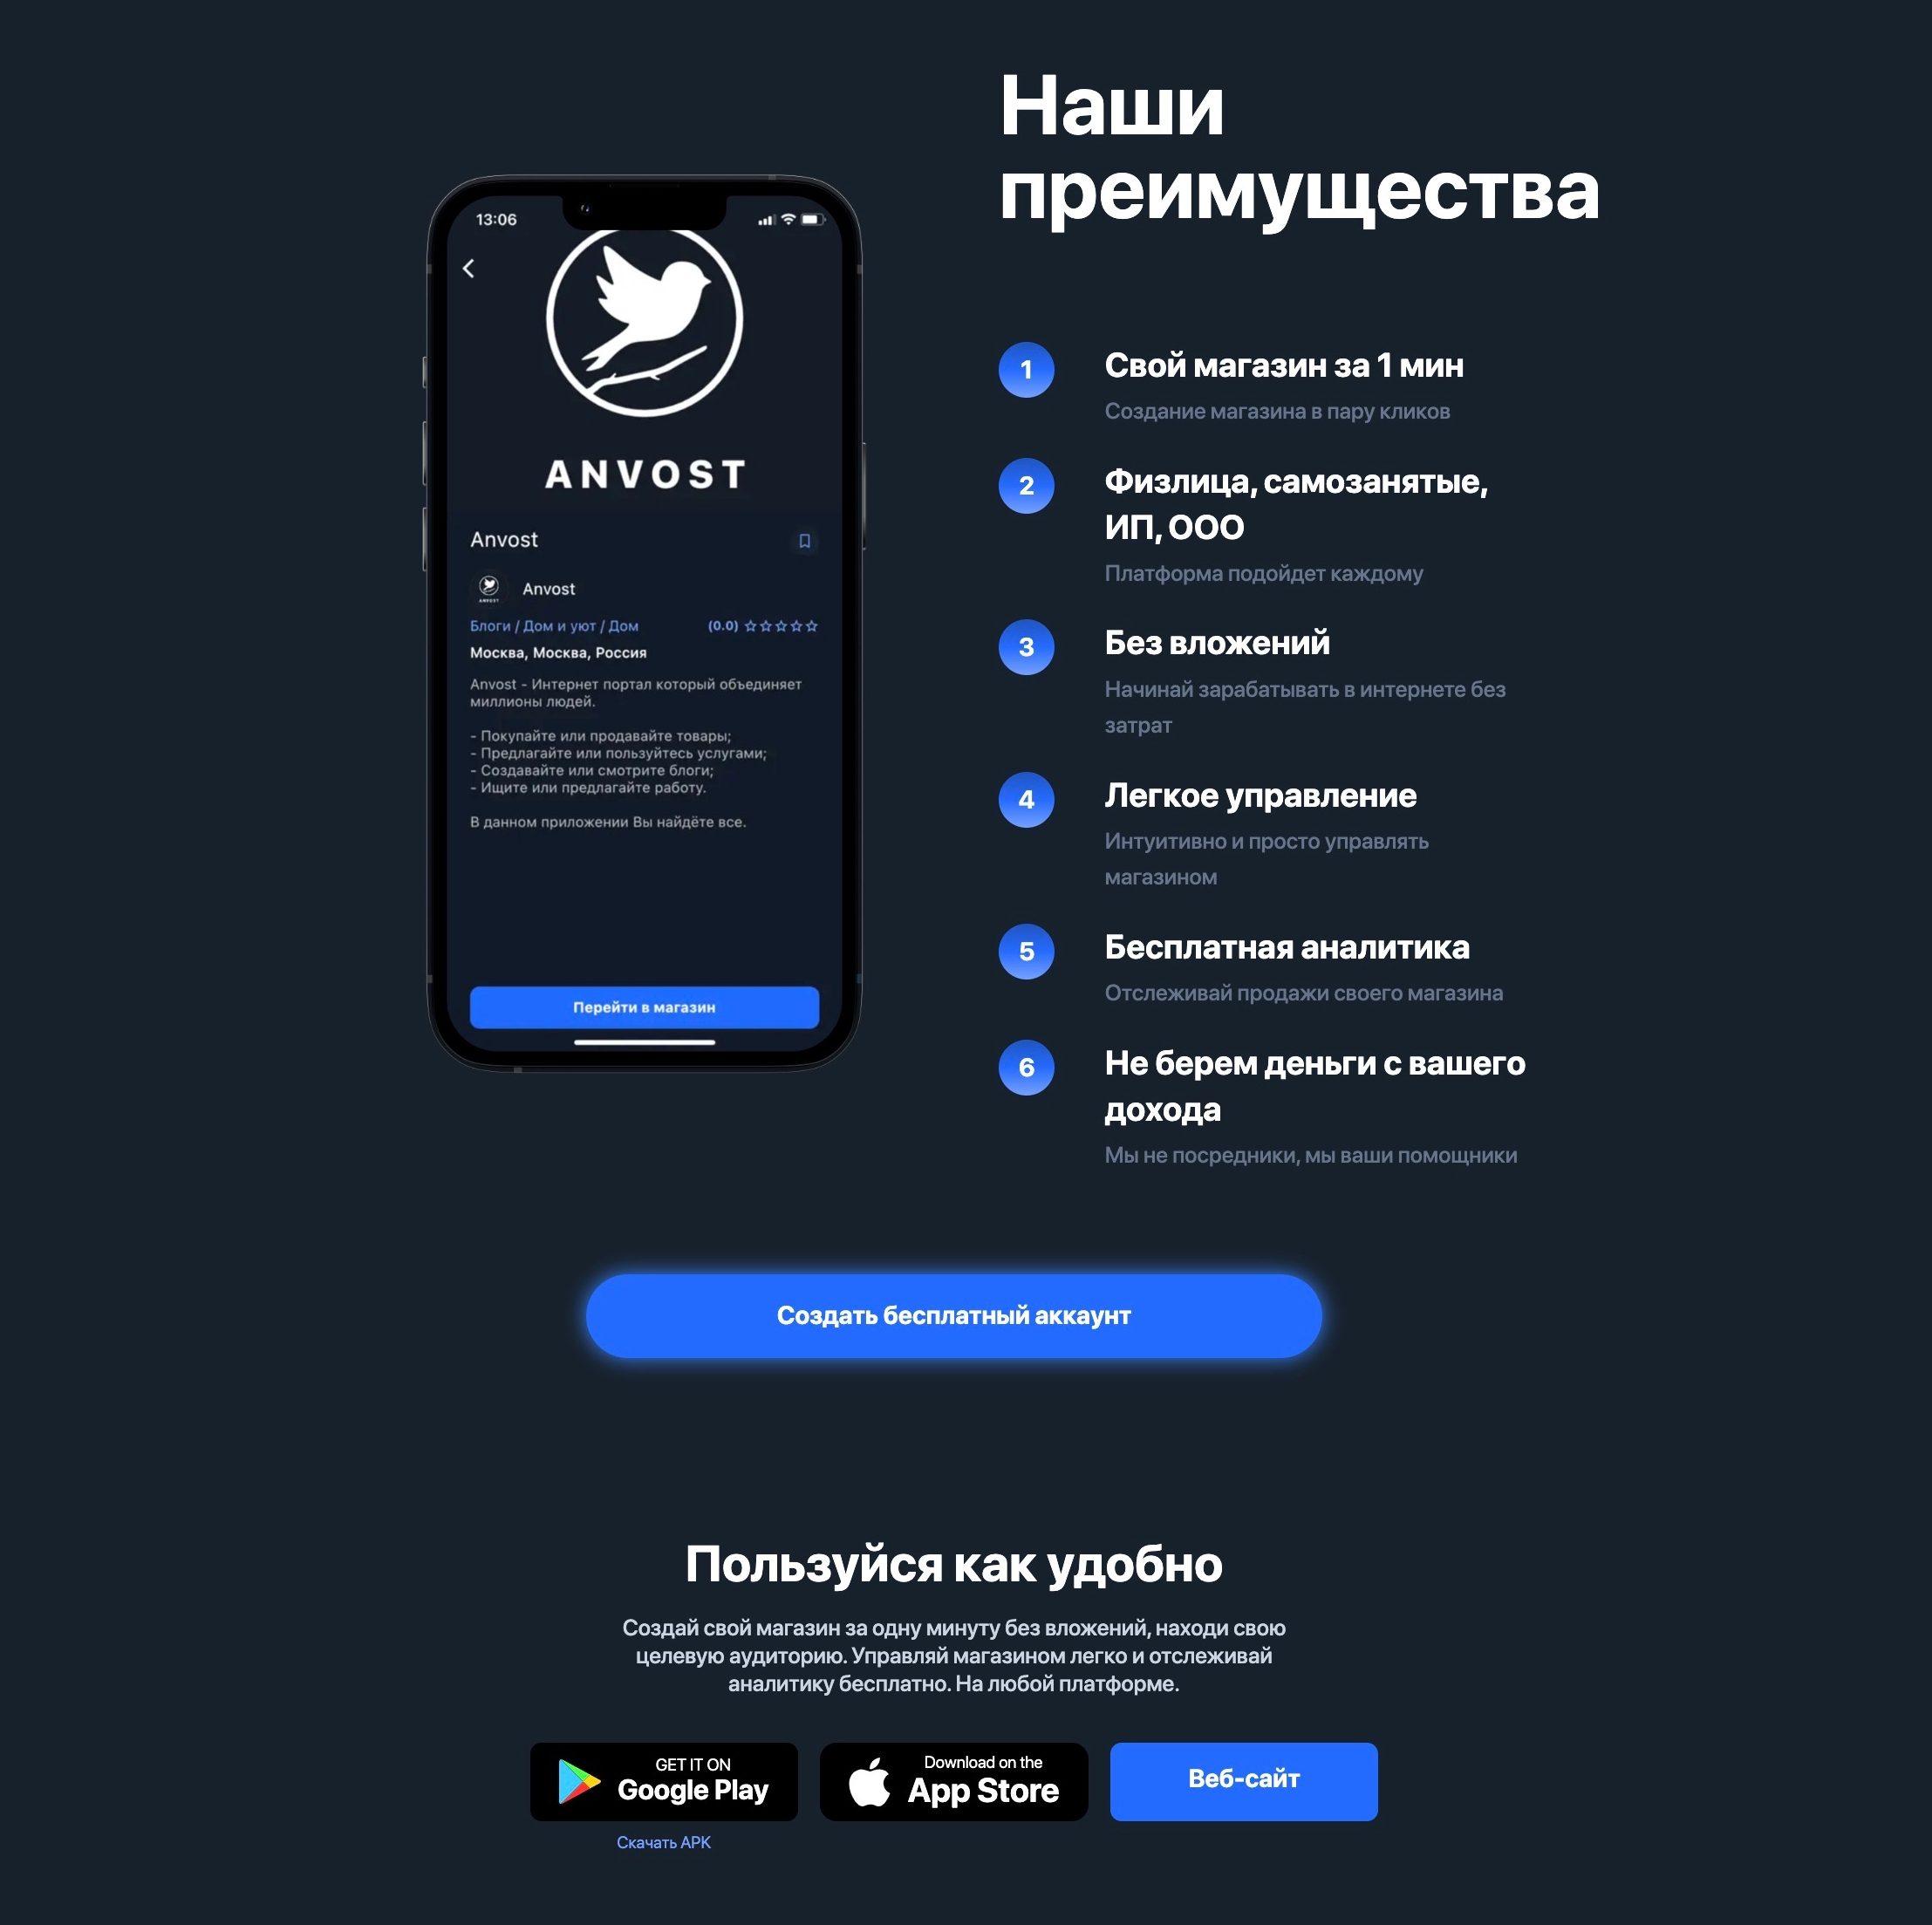 Наши
преимущества
13:06
ANVOST
Anvost
ANVOST
Anvost
Блоги / Дом и уют / Дом
(0.0)
Москва, Москва, Россия
Anvost - Интернет портал который объединяет
миллионы людей.
- Покупайте или продавайте товары;
- Предлагайте или пользуйтесь услугами;
- Создавайте или смотрите блоги;
- Ищите или предлагайте работу.
В данном приложении Вы найдёте все.
Перейти в магазин
1
Свой магазин за 1 мин
Создание магазина в пару кликов
2
Физлица, самозанятые,
ИП, ООО
Платформа подойдет каждому
3
Без вложений
Начинай зарабатывать в интернете без
затрат
4
Легкое управление
Интуитивно и просто управлять
магазином
5
Бесплатная аналитика
Отслеживай продажи своего магазина
6
Не берем деньги с вашего
дохода
Мы не посредники, мы ваши помощники
Создать бесплатный аккаунт
Пользуйся как удобно
Создай свой магазин за одну минуту без вложений, находи свою
целевую аудиторию. Управляй магазином легко и отслеживай
аналитику бесплатно. На любой платформе.
GET IT ON
Google Play
Download on the
App Store
Веб-сайт
Скачать APK